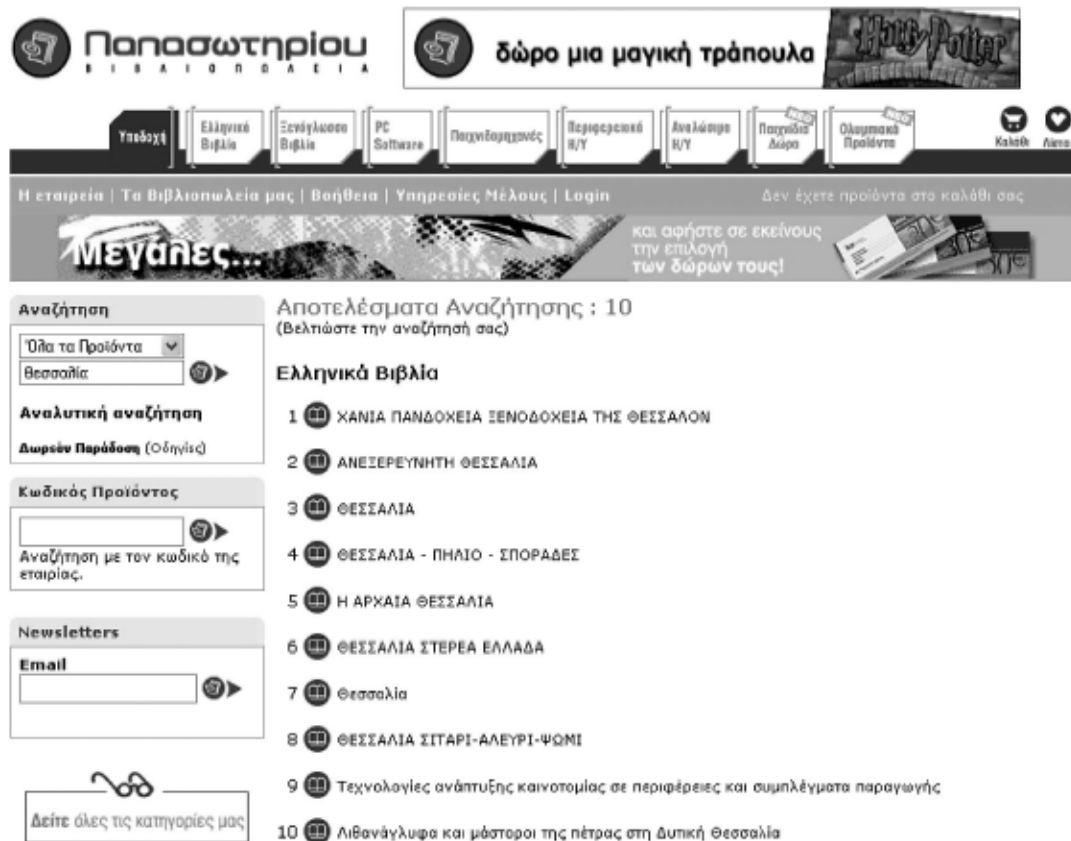 Παπασωτηρίου
ΒΙΒΛΙΟΠΩΛΕΙΑ
δώρο μια μαγική τράπουλα
Harry Potter
Υποδοχή
Ελληνικά Βιβλία
Ξενόγλωσσα Βιβλία
PC Software
Παιχνιδομηχανές
Περιφερειακά Η/Υ
Αναλώσιμα Η/Υ
Παιχνίδια Δώρα
Ολυμπιακά Προϊόντα
Καλάθι
Λίστα
Η εταιρεία | Τα Βιβλιοπωλεία μας | Βοήθεια | Υπηρεσίες Μέλους | Login
Δεν έχετε προϊόντα στο καλάθι σας
Μεγάλες...
και αφήστε σε εκείνους
την επιλογή
των δώρων τους!
Αναζήτηση
Όλα τα Προϊόντα
Θεσσαλία
Αναλυτική αναζήτηση
Δωρεάν Παράδοση (Οδηγίες)
Κωδικός Προϊόντος
Αναζήτηση με τον κωδικό της
εταιρίας.
Newsletters
Email
Δείτε όλες τις κατηγορίες μας
Αποτελέσματα Αναζήτησης : 10
(Βελτιώστε την αναζήτησή σας)
Ελληνικά Βιβλία
1 ΧΑΝΙΑ ΠΑΝΔΟΧΕΙΑ ΞΕΝΟΔΟΧΕΙΑ ΤΗΣ ΘΕΣΣΑΛΟΝ
2 ΑΝΕΞΕΡΕΥΝΗΤΗ ΘΕΣΣΑΛΙΑ
3 ΘΕΣΣΑΛΙΑ
4 ΘΕΣΣΑΛΙΑ - ΠΗΛΙΟ - ΣΠΟΡΑΔΕΣ
5 Η ΑΡΧΑΙΑ ΘΕΣΣΑΛΙΑ
6 ΘΕΣΣΑΛΙΑ ΣΤΕΡΕΑ ΕΛΛΑΔΑ
7 Θεσσαλία
8 ΘΕΣΣΑΛΙΑ ΣΙΤΑΡΙ-ΑΛΕΥΡΙ-ΨΩΜΙ
9 Τεχνολογίες ανάπτυξης καινοτομίας σε περιφέρειες και συμπλέγματα παραγωγής
10 Λιθανάγλυφα και μάστοροι της πέτρας στη Δυτική Θεσσαλία